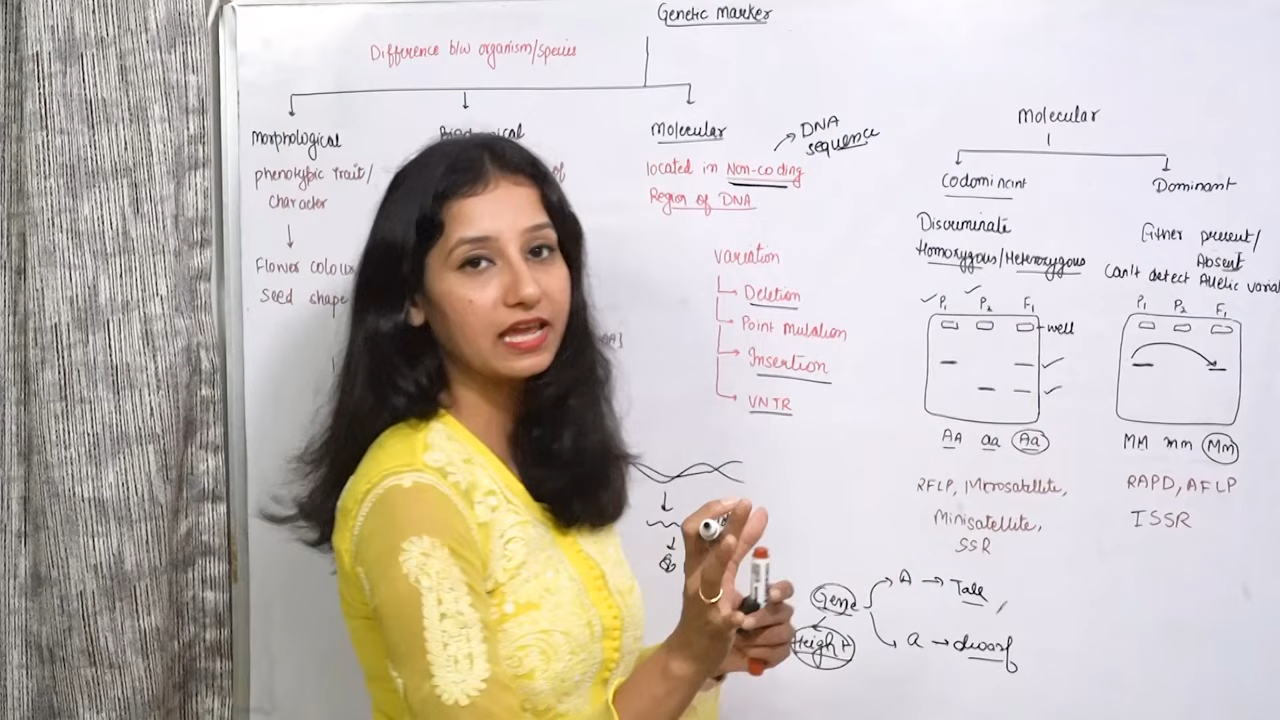 Genetic Marker
Difference b/w organism/species
Morphological
phenotypic trait/
character
Flower colour
Seed shape
Biochemical
of
Molecular
located in Non-coding
Region of DNA
DNA
sequence
variation
Deletion
Point mutation
Insertion
VNTR
Gene
Height
A → Tall
a → dwarf
Molecular
Codominant
Discriminate
Homozygous/Heterozygous
P1 P2 F1
well
AA aa Aa
RFLP, Microsatellite,
Minisatellite,
SSR
Dominant
Either present/
Absent
Can't detect Allelic
P1 P2 F1
MM mm Mm
RAPD, AFLP
ISSR